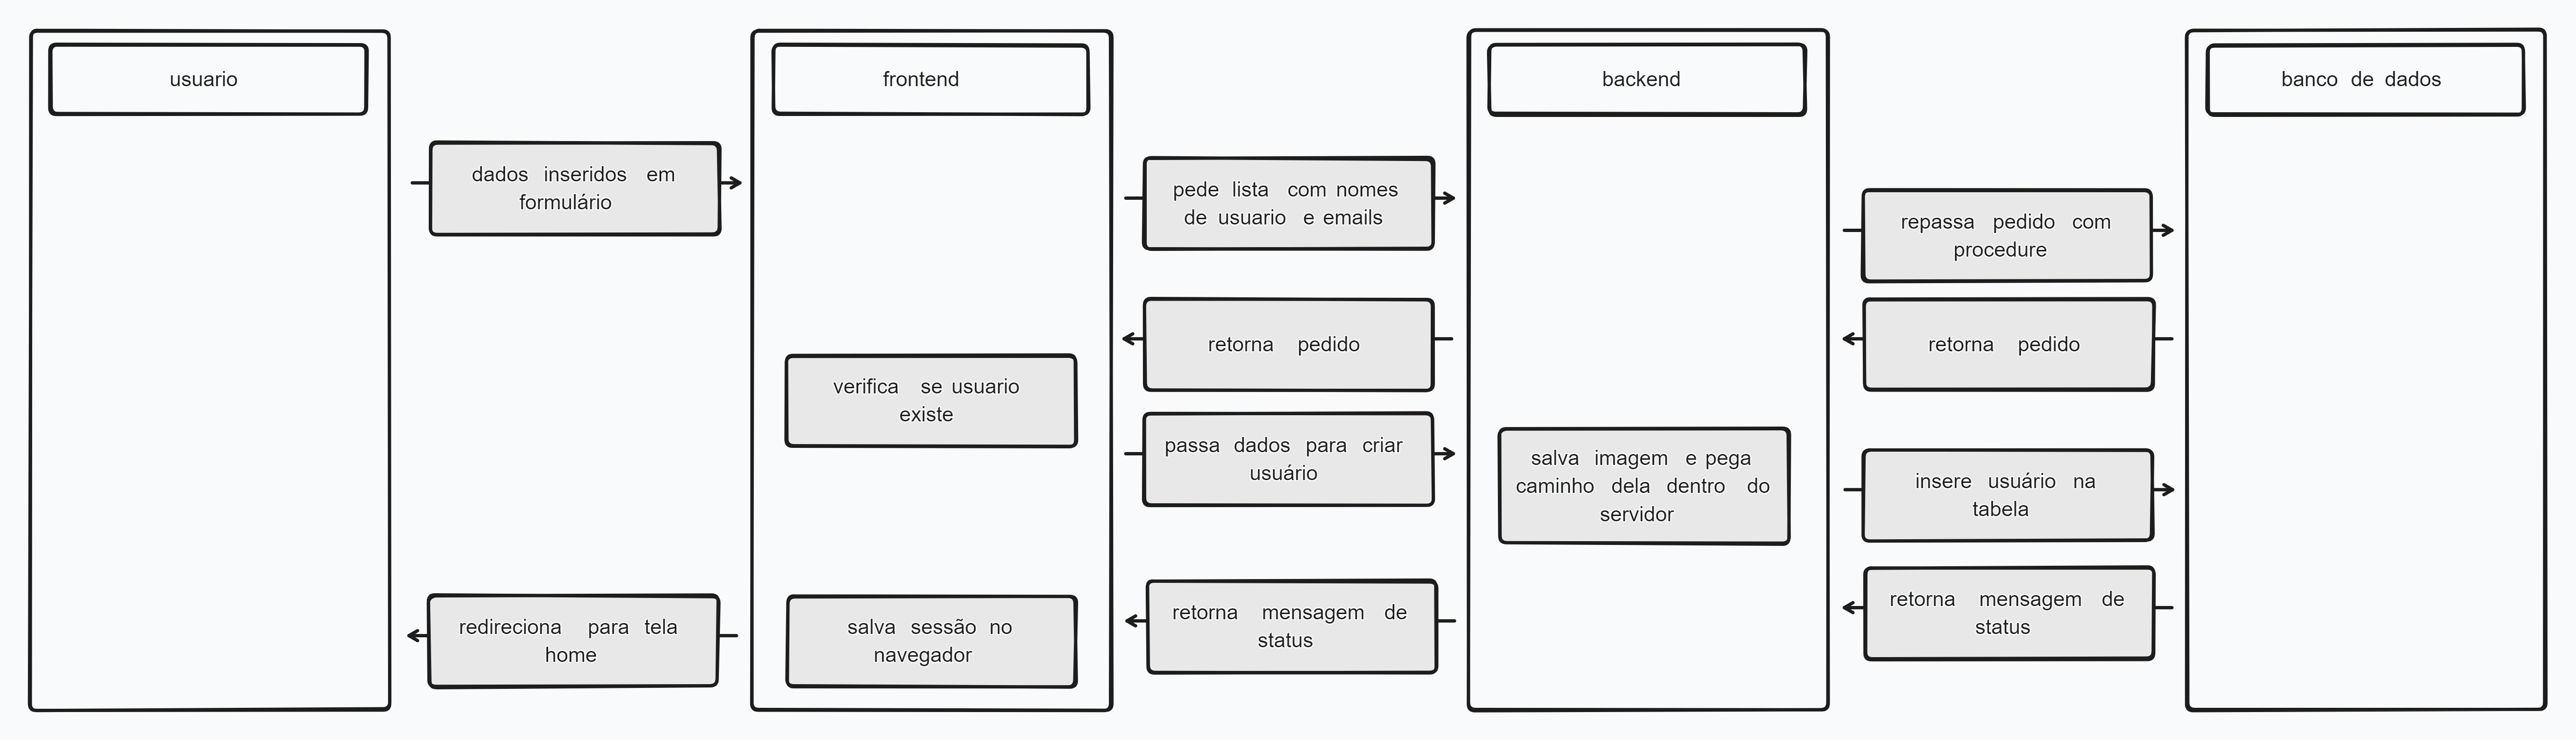 usuario
frontend
backend
banco de dados
dados inseridos em
formulário
pede lista com nomes
de usuario e emails
repassa pedido com
procedure
retorna pedido
retorna pedido
verifica se usuario
existe
passa dados para criar
usuário
salva imagem e pega
caminho dela dentro do
servidor
insere usuário na
tabela
retorna mensagem de
status
retorna mensagem de
status
salva sessão no
navegador
redireciona para tela
home